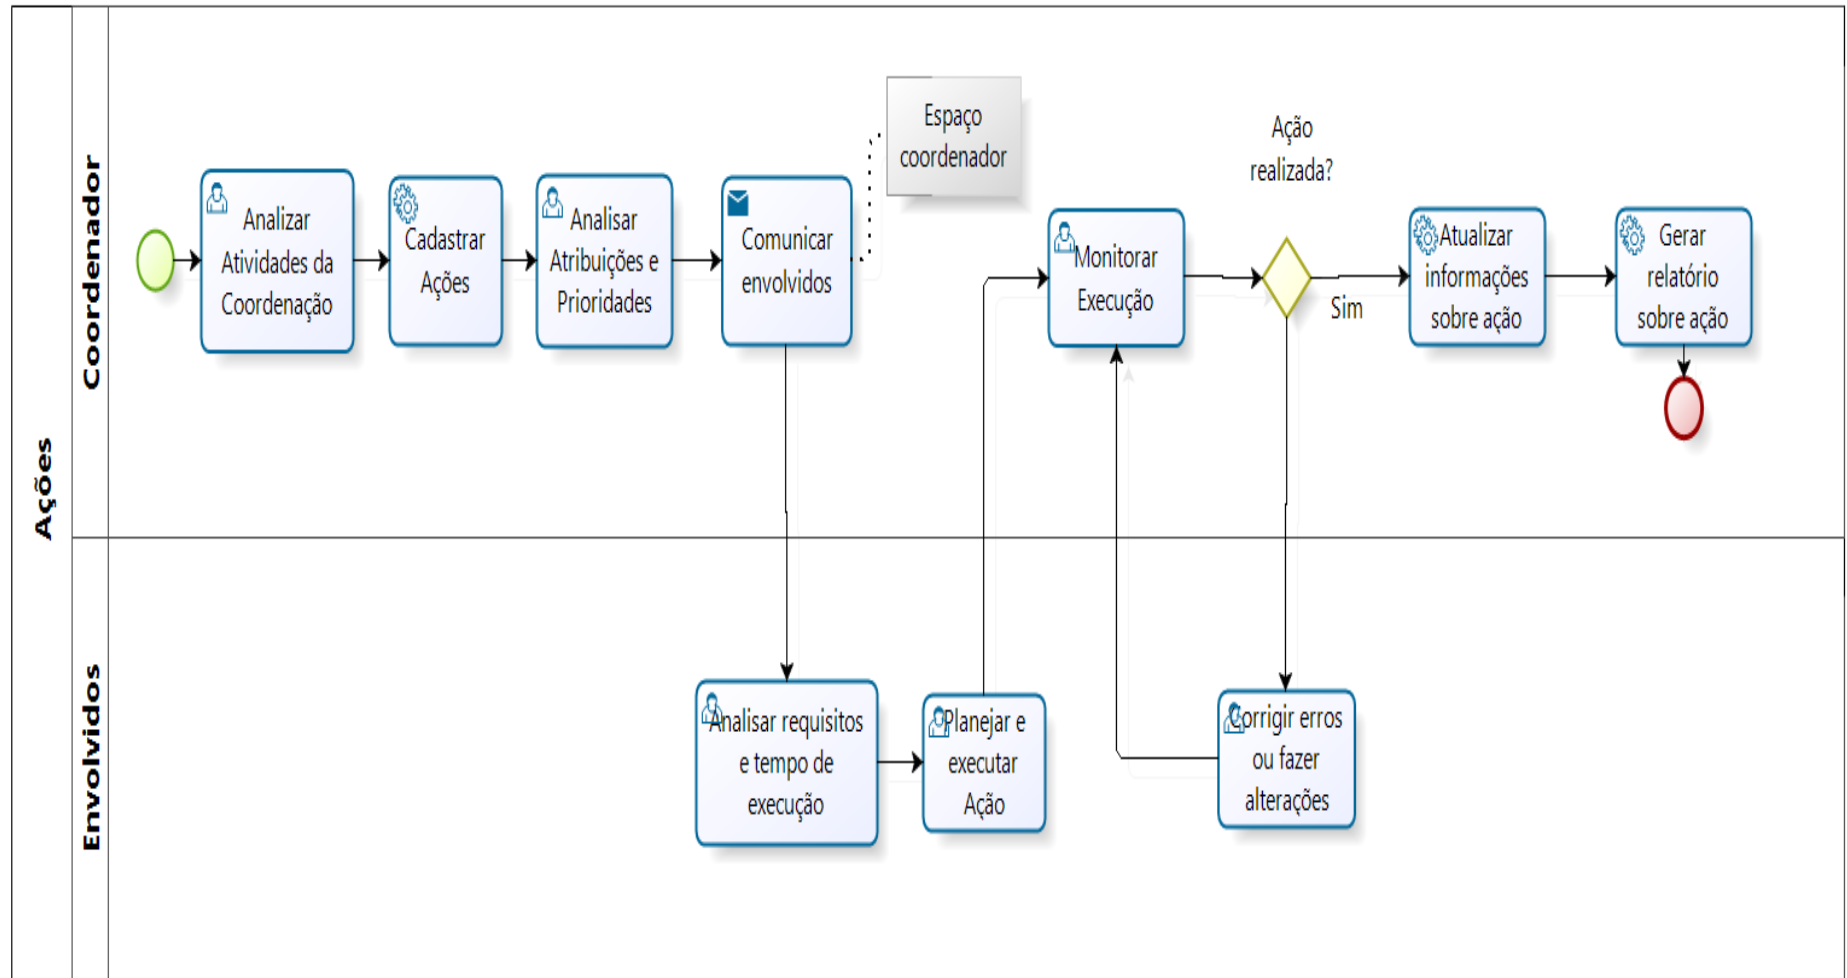 Ações
Coordenador
Analizar
Atividades da
Coordenação
Cadastrar
Ações
Analisar
Atribuições e
Prioridades
Comunicar
envolvidos
Espaço
coordenador
Monitorar
Execução
Ação
realizada?
Sim
Atualizar
informações
sobre ação
Gerar
relatório
sobre ação
Envolvidos
Analisar requisitos
e tempo de
execução
Planejar e
executar
Ação
Corrigir erros
ou fazer
alterações